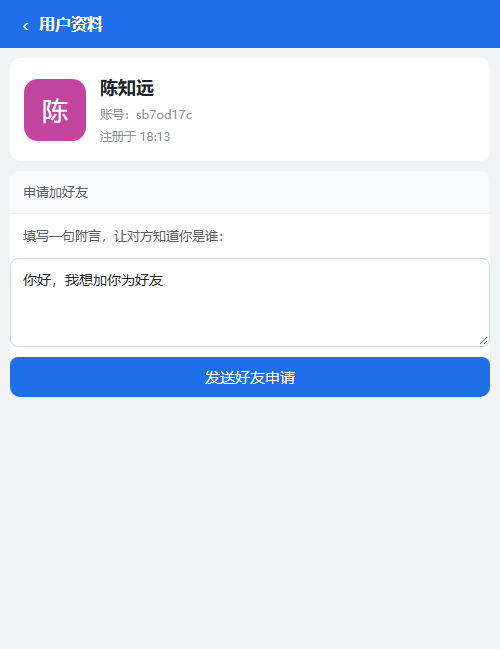 ‹ 用户资料
陈
陈知远
账号：sb7od17c
注册于 18:13
申请加好友
填写一句附言，让对方知道你是谁：
你好，我想加你为好友
发送好友申请